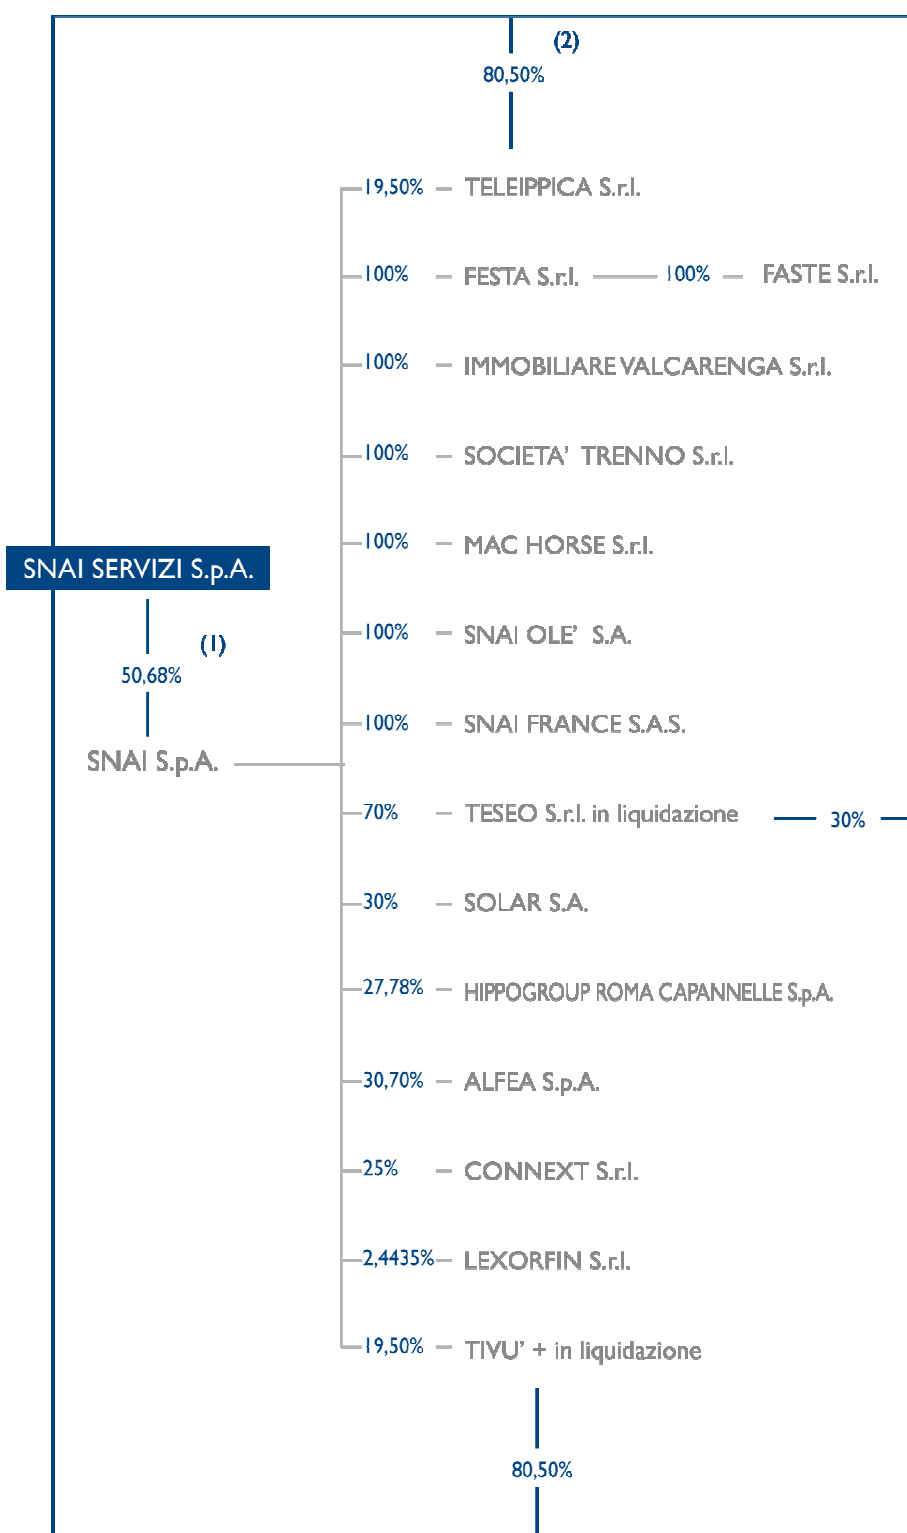 (2)
80,50%
19,50% TELEIPPICA S.r.l.
100% FESTA S.r.l. 100% FASTE S.r.l.
100% IMMOBILIARE VALCARENGA S.r.l.
100% SOCIETA’ TRENNO S.r.l.
100% MAC HORSE S.r.l.
SNAI SERVIZI S.p.A.
100% SNAI OLE’ S.A.
(1)
50,68%
100% SNAI FRANCE S.A.S.
SNAI S.p.A.
70% TESEO S.r.l. in liquidazione 30%
30% SOLAR S.A.
27,78% HIPPOGROUP ROMA CAPANNELLE S.p.A.
30,70% ALFEA S.p.A.
25% CONNEXT S.r.l.
2,4435% LEXORFIN S.r.l.
19,50% TIVU’ + in liquidazione
80,50%